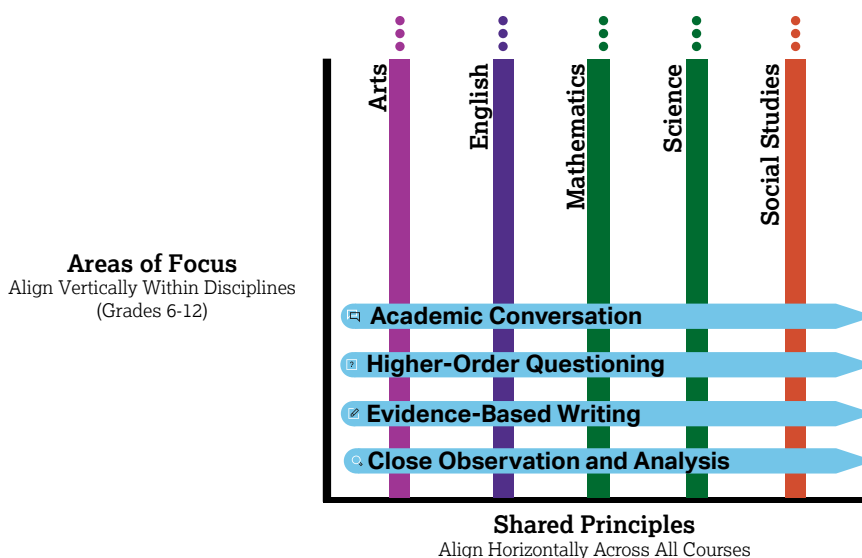 Arts
English
Mathematics
Science
Social Studies
Areas of Focus
Align Vertically Within Disciplines
(Grades 6-12)
Academic Conversation
? Higher-Order Questioning
Evidence-Based Writing
Close Observation and Analysis
Shared Principles
Align Horizontally Across All Courses